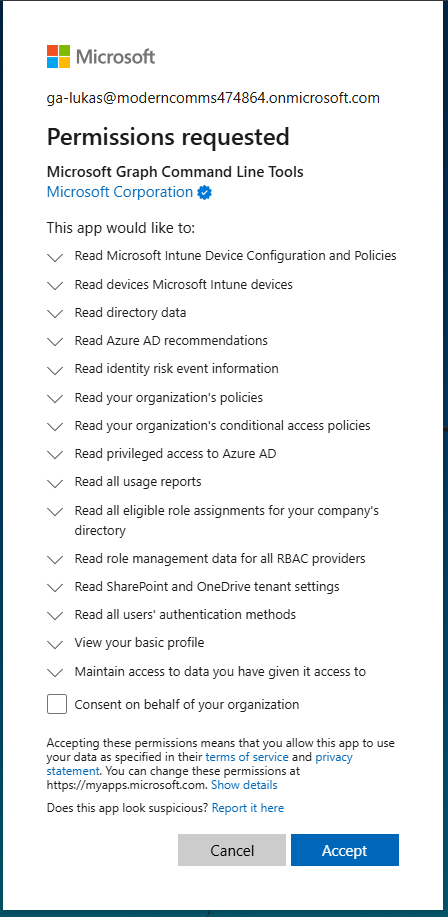 Microsoft
ga-lukas@moderncomms474864.onmicrosoft.com
Permissions requested
Microsoft Graph Command Line Tools
Microsoft Corporation
This app would like to:
Read Microsoft Intune Device Configuration and Policies
Read devices Microsoft Intune devices
Read directory data
Read Azure AD recommendations
Read identity risk event information
Read your organization's policies
Read your organization's conditional access policies
Read privileged access to Azure AD
Read all usage reports
Read all eligible role assignments for your company's
directory
Read role management data for all RBAC providers
Read SharePoint and OneDrive tenant settings
Read all users' authentication methods
View your basic profile
Maintain access to data you have given it access to
Consent on behalf of your organization
Accepting these permissions means that you allow this app to use
your data as specified in their terms of service and privacy
statement. You can change these permissions at
https://myapps.microsoft.com. Show details
Does this app look suspicious? Report it here
Cancel
Accept